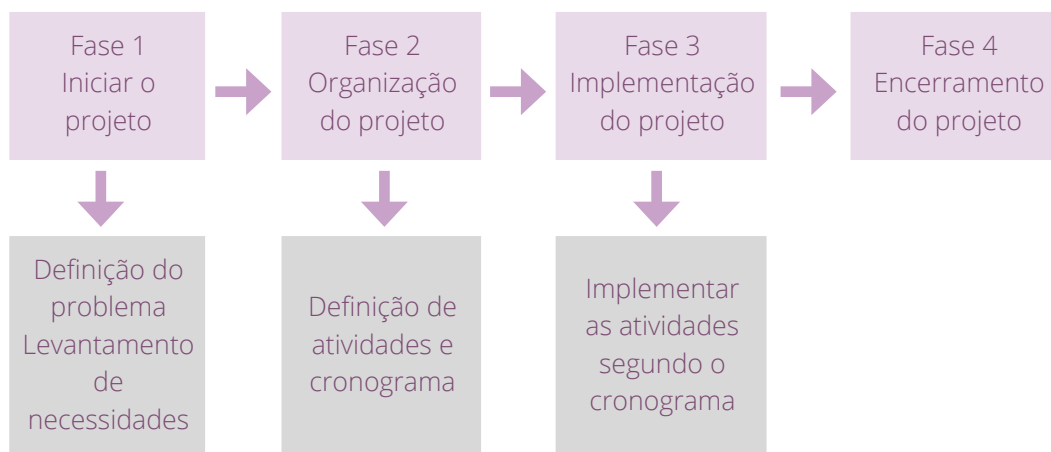 Fase 1
Iniciar o
projeto
Fase 2
Organização
do projeto
Fase 3
Implementação
do projeto
Fase 4
Encerramento
do projeto
Definição do
problema
Levantamento
de
necessidades
Definição de
atividades e
cronograma
Implementar
as atividades
segundo o
cronograma